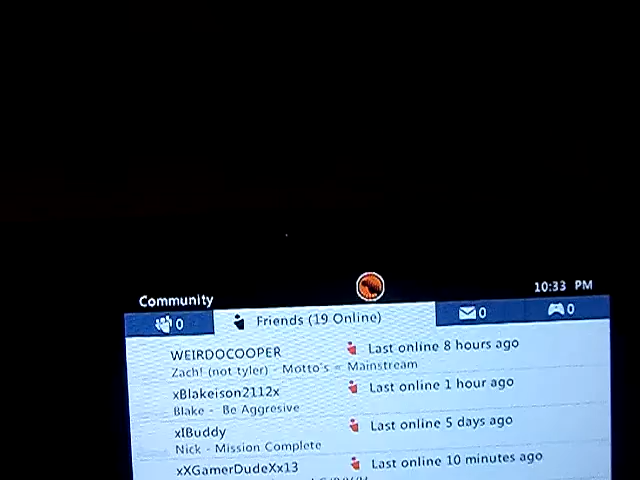 Community
10:33 PM
0
Friends (19 Online)
0
0
WEIRDOCOOPER
Last online 8 hours ago
Zach! (not tyler) - Motto's = Mainstream
xBlakeison2112x
Last online 1 hour ago
Blake - Be Aggresive
xIBuddy
Last online 5 days ago
Nick - Mission Complete
xXGamerDudeXx13
Last online 10 minutes ago